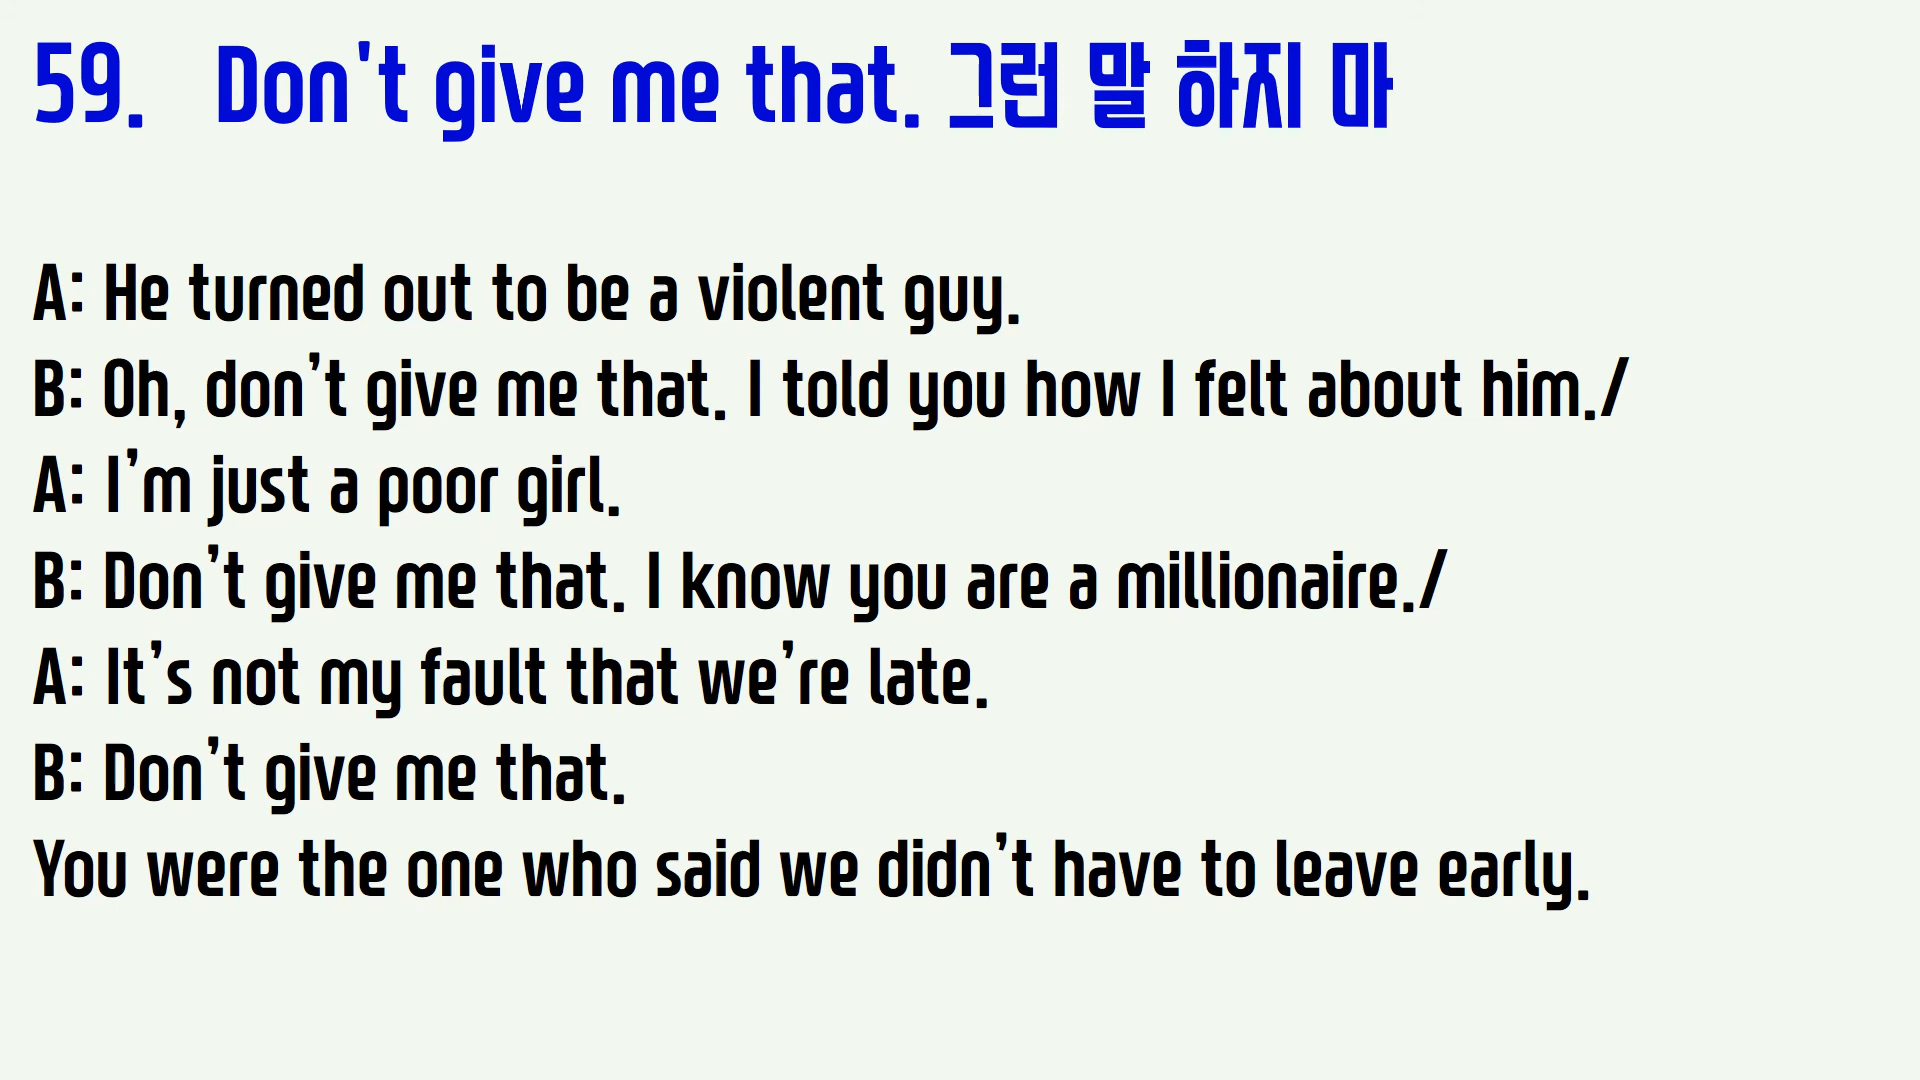 59.   Don't give me that. 그런 말 하지 마
A: He turned out to be a violent guy.
B: Oh, don’t give me that. I told you how I felt about him./
A: I’m just a poor girl.
B: Don’t give me that. I know you are a millionaire./
A: It’s not my fault that we’re late.
B: Don’t give me that.
You were the one who said we didn’t have to leave early.